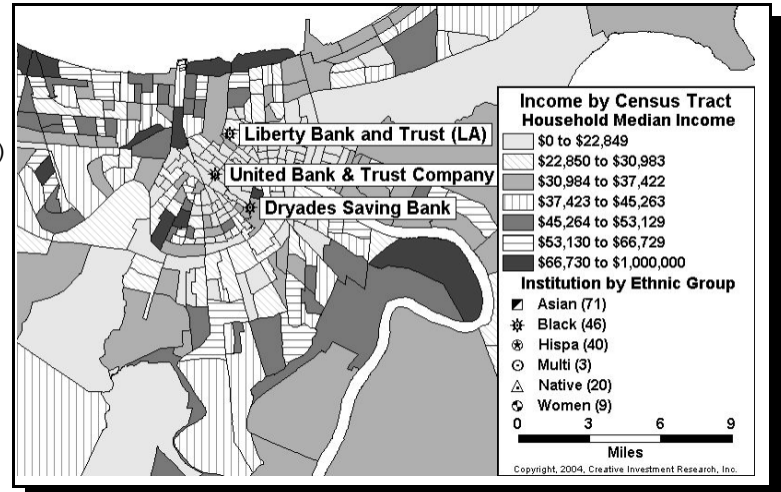 )
Liberty Bank and Trust (LA)
United Bank & Trust Company
Dryades Saving Bank
Income by Census Tract
Household Median Income
$0 to $22,849
$22,850 to $30,983
$30,984 to $37,422
$37,423 to $45,263
$45,264 to $53,129
$53,130 to $66,729
$66,730 to $1,000,000
Institution by Ethnic Group
Asian (71)
Black (46)
Hispa (40)
Multi (3)
Native (20)
Women (9)
0 3 6 9
Miles
Copyright, 2004, Creative Investment Research, Inc.